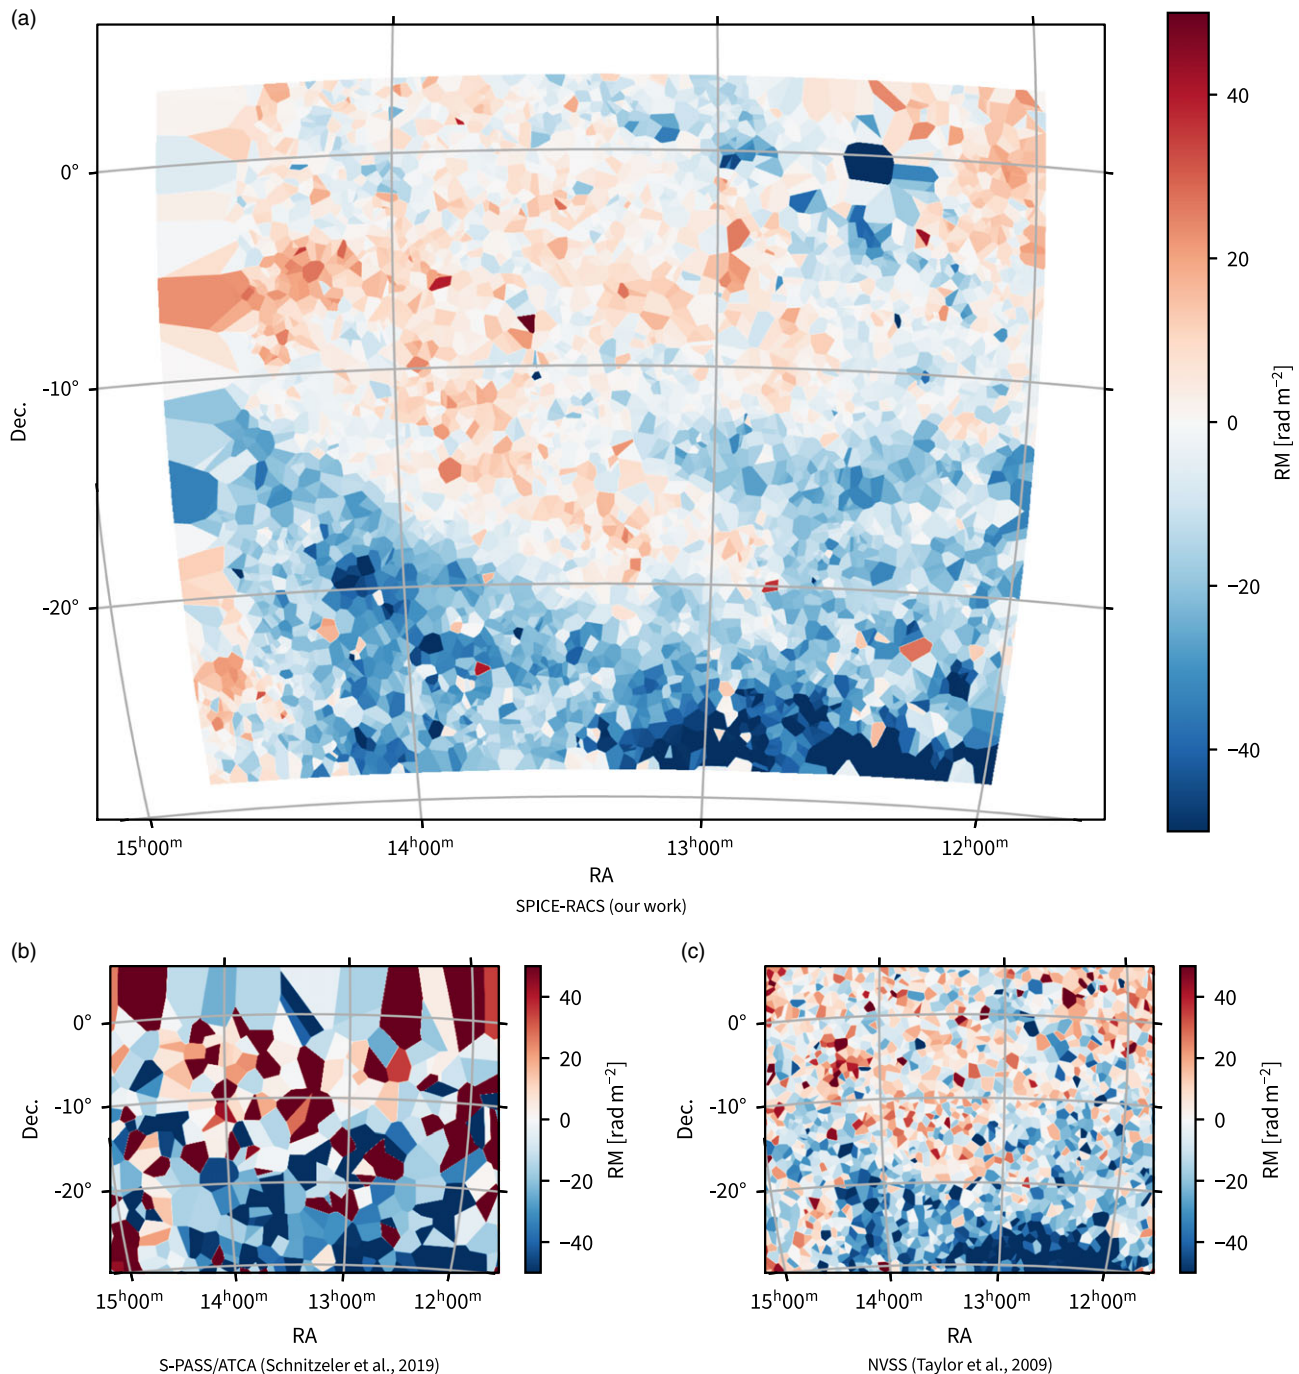 (a)
0°
-10°
-20°
Dec.
15ʰ00ᵐ
14ʰ00ᵐ
13ʰ00ᵐ
12ʰ00ᵐ
RA
SPICE-RACS (our work)
40
20
0
−20
−40
RM [rad m⁻²]
(b)
0°
-10°
-20°
Dec.
15ʰ00ᵐ
14ʰ00ᵐ
13ʰ00ᵐ
12ʰ00ᵐ
RA
S-PASS/ATCA (Schnitzeler et al., 2019)
40
20
0
−20
−40
RM [rad m⁻²]
(c)
0°
-10°
-20°
Dec.
15ʰ00ᵐ
14ʰ00ᵐ
13ʰ00ᵐ
12ʰ00ᵐ
RA
NVSS (Taylor et al., 2009)
40
20
0
−20
−40
RM [rad m⁻²]